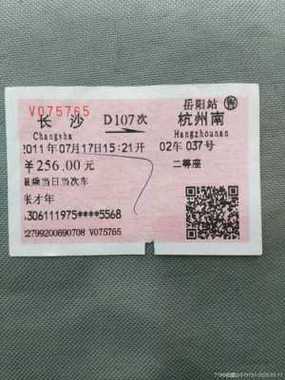 V075765 岳阳站 售
长沙 D107次 杭州南
Changsha Hangzhounan
2011年07月17日15:21开 02车037号
¥256.00元 二等座
限乘当日当次车
张才年
4306111975****5568
2799200690708 V075765